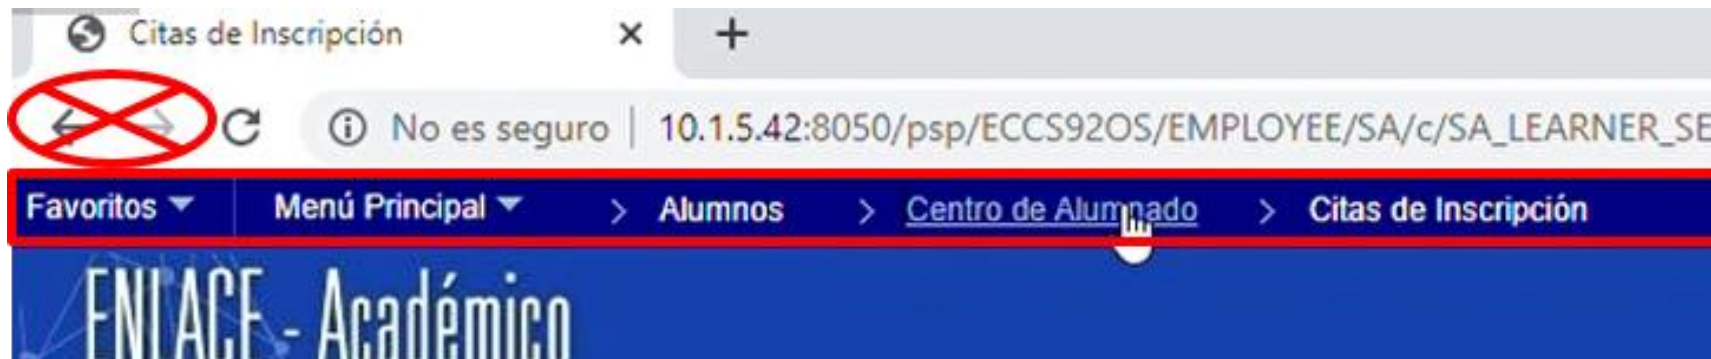 Citas de Inscripción
No es seguro | 10.1.5.42:8050/psp/ECCS92OS/EMPLOYEE/SA/c/SA_LEARNER_SE
Favoritos Menú Principal > Alumnos > Centro de Alumnado > Citas de Inscripción
ENLACE - Académico